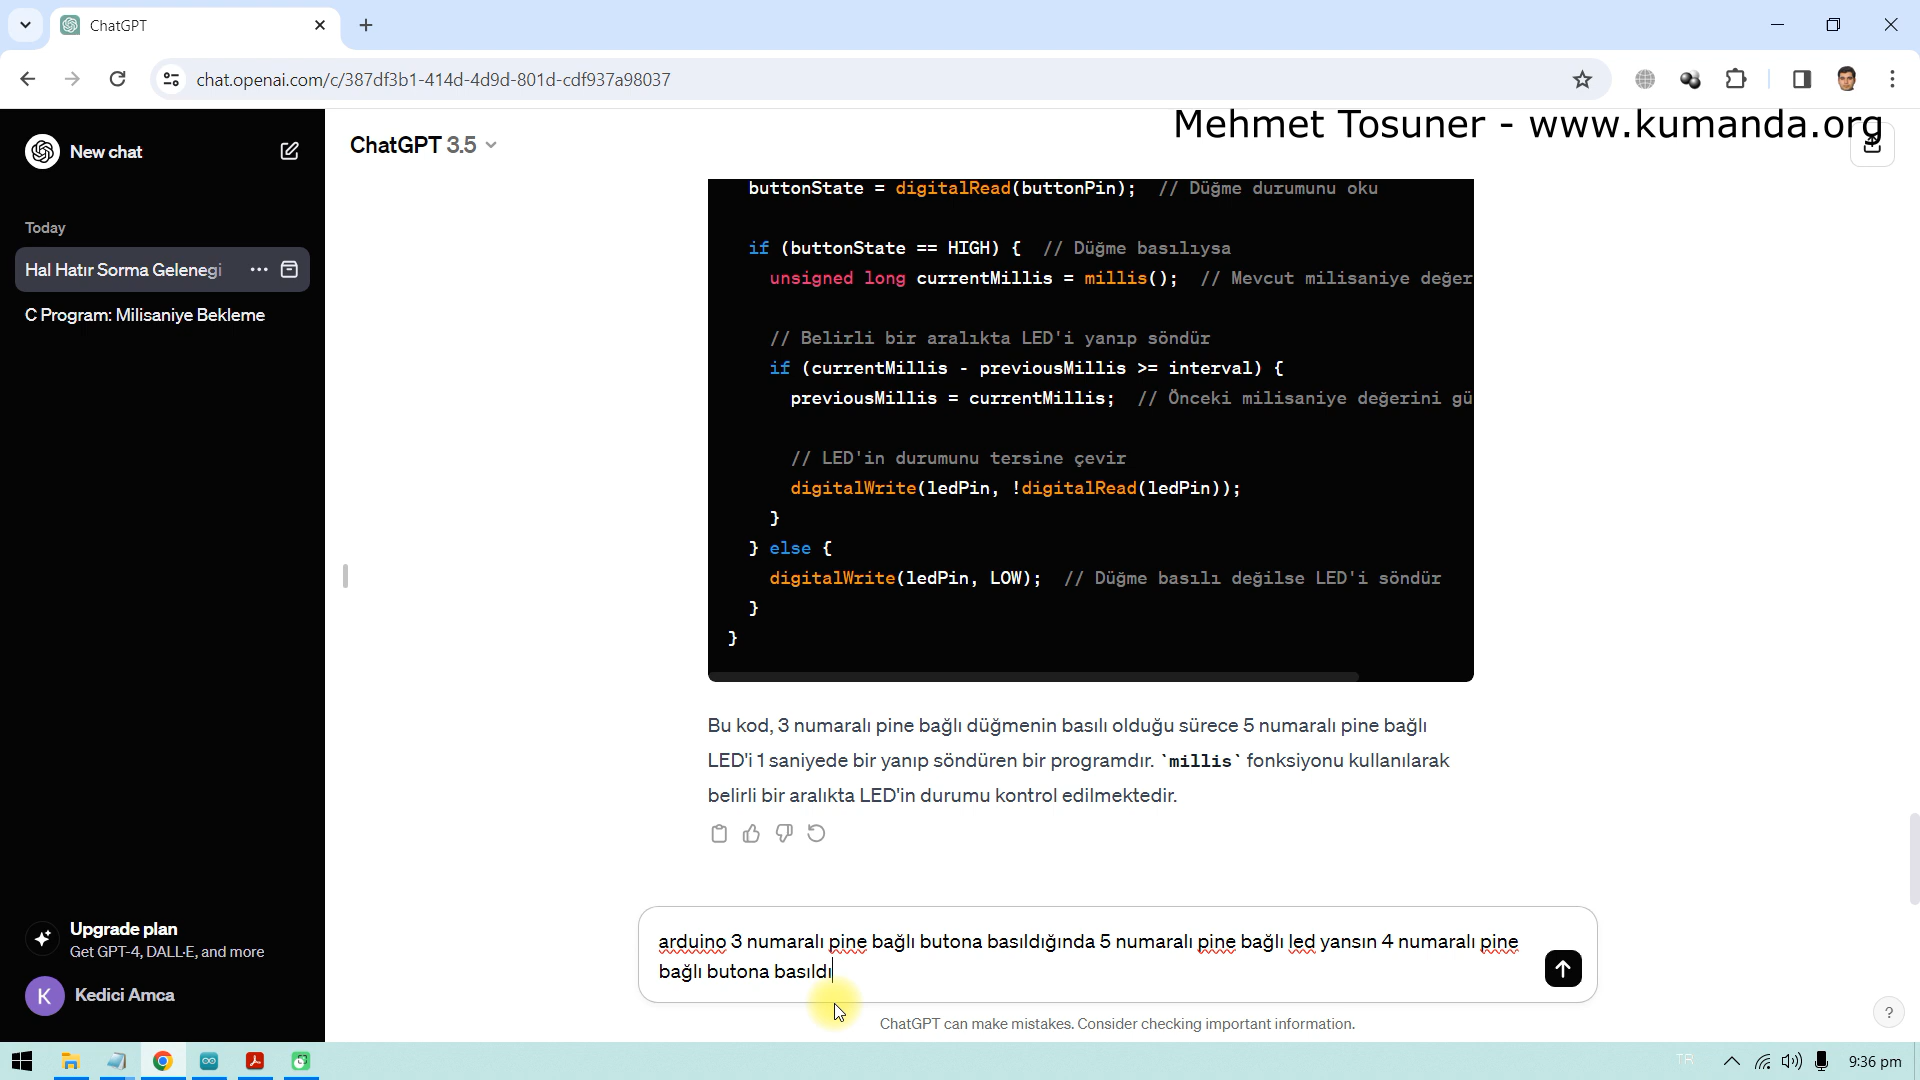 ChatGPT
chat.openai.com/c/387df3b1-414d-4d9d-801d-cdf937a98037
Mehmet Tosuner - www.kumanda.org
New chat
Today
Hal Hatır Sorma Gelenegi
C Program: Milisaniye Bekleme
Upgrade plan
Get GPT-4, DALL·E, and more
K
Kedici Amca
ChatGPT 3.5
buttonState = digitalRead(buttonPin);  // Düğme durumunu oku
if (buttonState == HIGH) {  // Düğme basılıysa
unsigned long currentMillis = millis();  // Mevcut milisaniye değer
// Belirli bir aralıkta LED'i yanıp söndür
if (currentMillis - previousMillis >= interval) {
previousMillis = currentMillis;  // Önceki milisaniye değerini gü
// LED'in durumunu tersine çevir
digitalWrite(ledPin, !digitalRead(ledPin));
}
} else {
digitalWrite(ledPin, LOW);  // Düğme basılı değilse LED'i söndür
}
}
Bu kod, 3 numaralı pine bağlı düğmenin basılı olduğu sürece 5 numaralı pine bağlı
LED'i 1 saniyede bir yanıp söndüren bir programdır. `millis` fonksiyonu kullanılarak
belirli bir aralıkta LED'in durumu kontrol edilmektedir.
arduino 3 numaralı pine bağlı butona basıldığında 5 numaralı pine bağlı led yansın 4 numaralı pine
bağlı butona basıldı
ChatGPT can make mistakes. Consider checking important information.
?
TR
9:36 pm